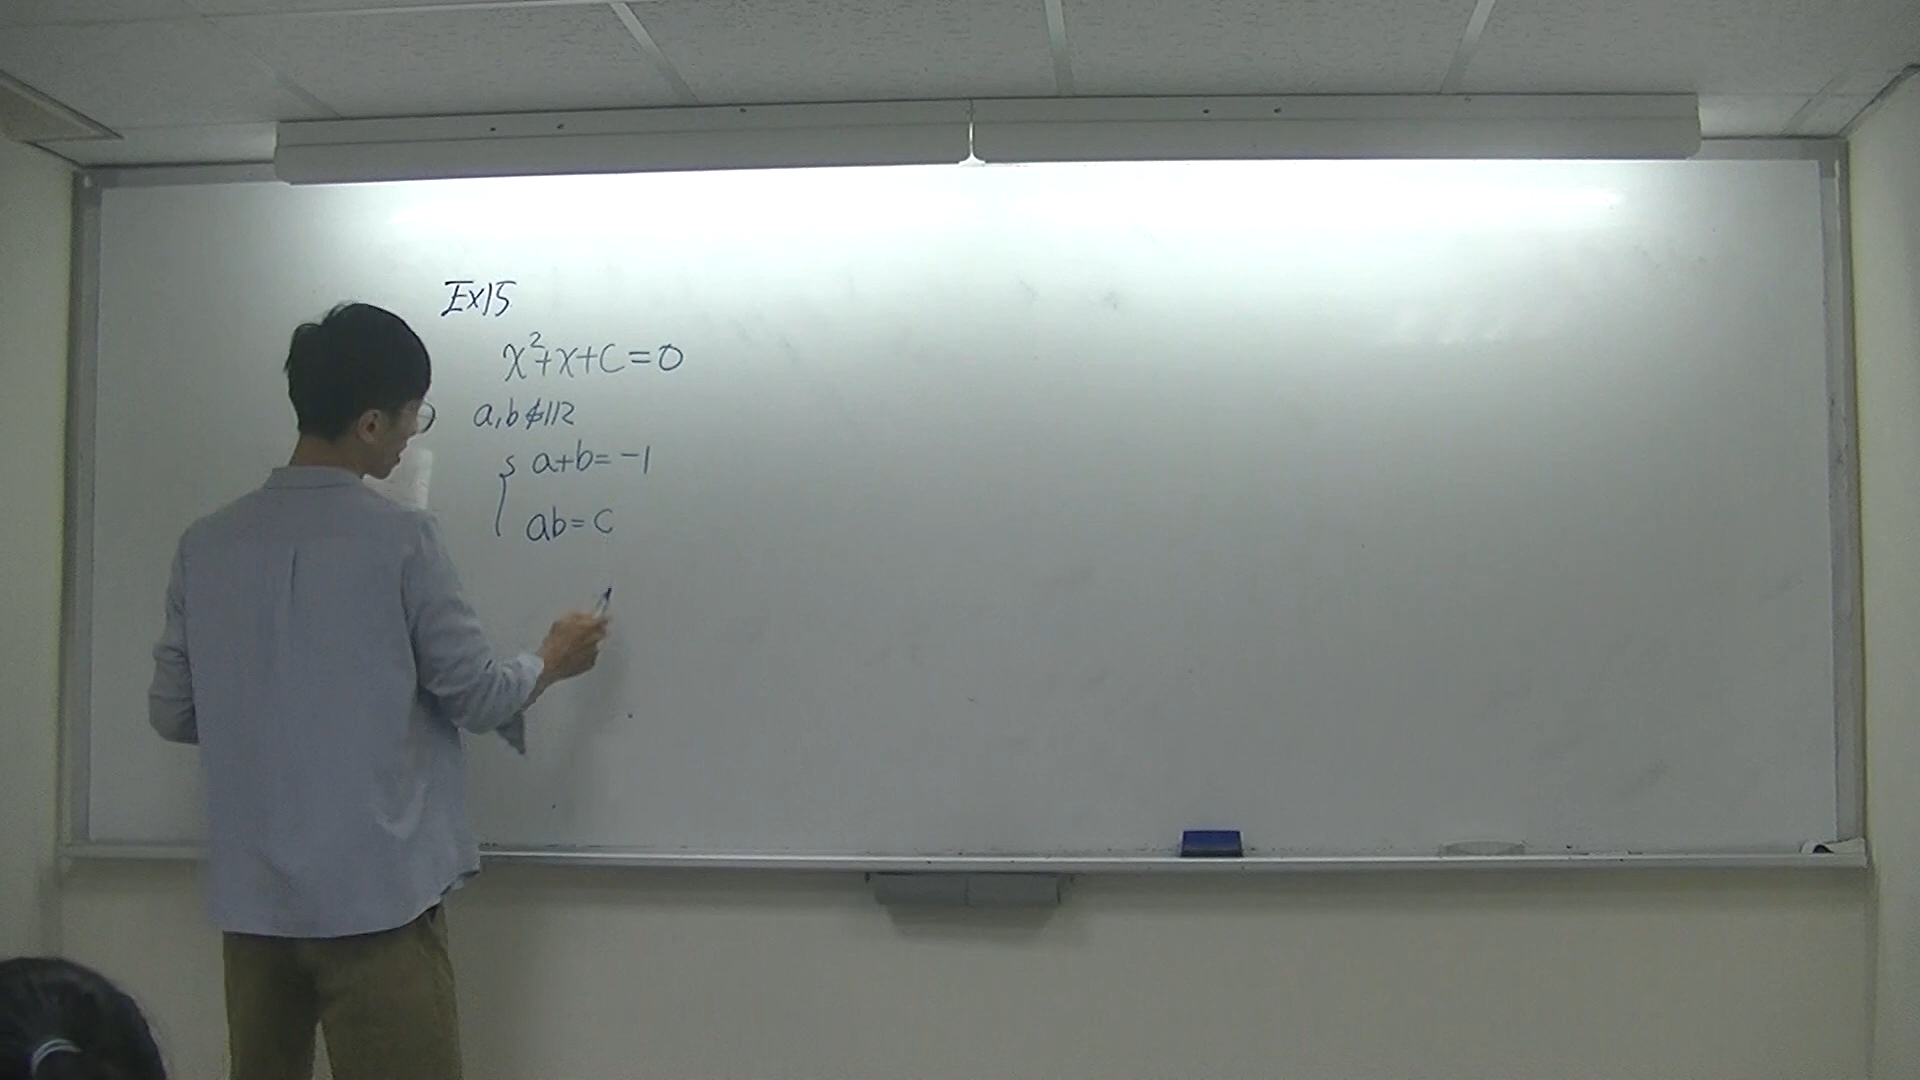 Ex15
x²+x+c=0
a,b∉ℝ
{ a+b=-1
ab=c